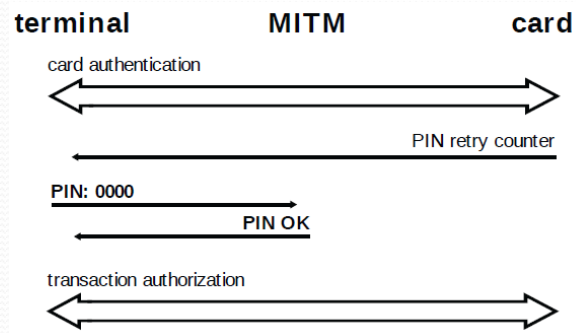 terminal MITM card
card authentication
PIN retry counter
PIN: 0000
PIN OK
transaction authorization